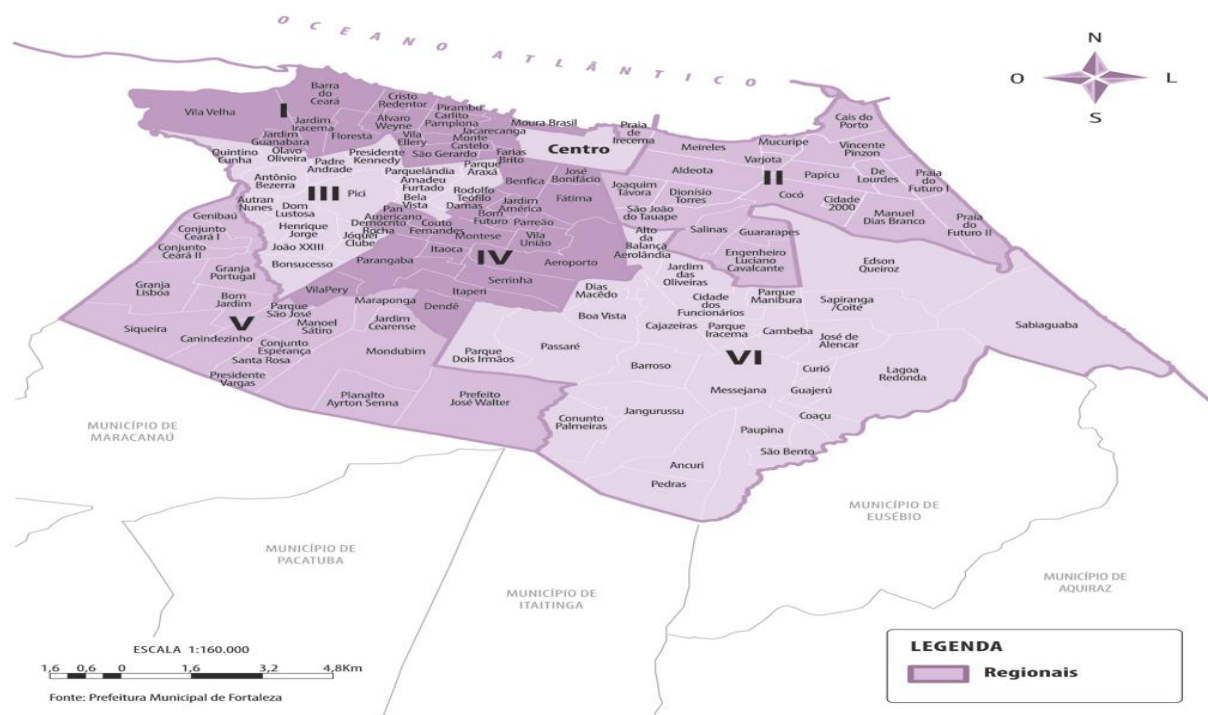 OCEANO ATLÂNTICO
N
O
L
S
Vila Velha
Barra
do
Ceará
I
Jardim
Iracema
Floresta
Cristo
Redentor
Álvaro
Weyne
Pirambu
Carlito
Pamplona
Jacarecanga
Vila
Ellery
Monte
Castelo
São Gerardo
Farias
Brito
Moura Brasil
Jardim
Guanabara
Centro
Praia
de
Irecema
Meireles
Mucuripe
Varjota
Cais do
Porto
Vincente
Pinzon
Aldeota
II
Papicu
De
Lourdes
Praia
do
Futuro I
Cocó
Cidade
2000
Manuel
Dias Branco
Praia
do
Futuro II
Joaquim
Távora
Dionísio
Torres
São João
do Tauape
Salinas
Guararapes
Engenheiro
Luciano
Cavalcante
Quintino
Cunha
Olavo
Oliveira
Padre
Andrade
Presidente
Kennedy
Parquelândia
Amadeu
Furtado
Bela
Vista
Parque
Araxá
Rodolfo
Teófilo
Antônio
Bezerra
III
Pici
Autran
Nunes
Dom
Lustosa
Henrique
Jorge
João XXIII
Jóquei
Clube
Bonsucesso
Benfica
José
Bonifácio
Damas
Jardim
América
Fátima
Bom
Futuro
Parreão
Pan
Americano
Demócrito
Rocha
Couto
Fernandes
Montese
Vila
União
Itaoca
IV
Aeroporto
Parangaba
Serrinha
Itaperi
VilaPery
Dendê
Genibaú
Conjunto
Ceará I
Conjunto
Ceará II
Granja
Portugal
Granja
Lisboa
Bom
Jardim
Siqueira
V
Canindezinho
Parque
São José
Manoel
Sátiro
Maraponga
Jardim
Cearense
Conjunto
Esperança
Santa Rosa
Mondubim
Presidente
Vargas
Planalto
Ayrton Senna
Prefeito
José Walter
Alto
da
Balança
Aerolândia
Jardim
das
Oliveiras
Edson
Queiroz
Dias
Macêdo
Boa Vista
Cidade
dos
Funcionários
Parque
Manibura
Sapiranga
/Coité
Sabiaguaba
Cajazeiras
Parque
Iracema
Cambeba
José de
Alencar
Parque
Dois Irmãos
Passaré
Barroso
VI
Curió
Lagoa
Redonda
Messejana
Guajerú
Conunto
Palmeiras
Jangurussu
Coaçu
Paupina
São Bento
Ancuri
Pedras
MUNICÍPIO DE
MARACANAÚ
MUNICÍPIO DE
PACATUBA
MUNICÍPIO DE
ITAITINGA
MUNICÍPIO DE
EUSÉBIO
MUNICÍPIO DE
AQUIRAZ
ESCALA 1:160.000
1,6 0,6 0 1,6 3,2 4,8Km
Fonte: Prefeitura Municipal de Fortaleza
LEGENDA
Regionais